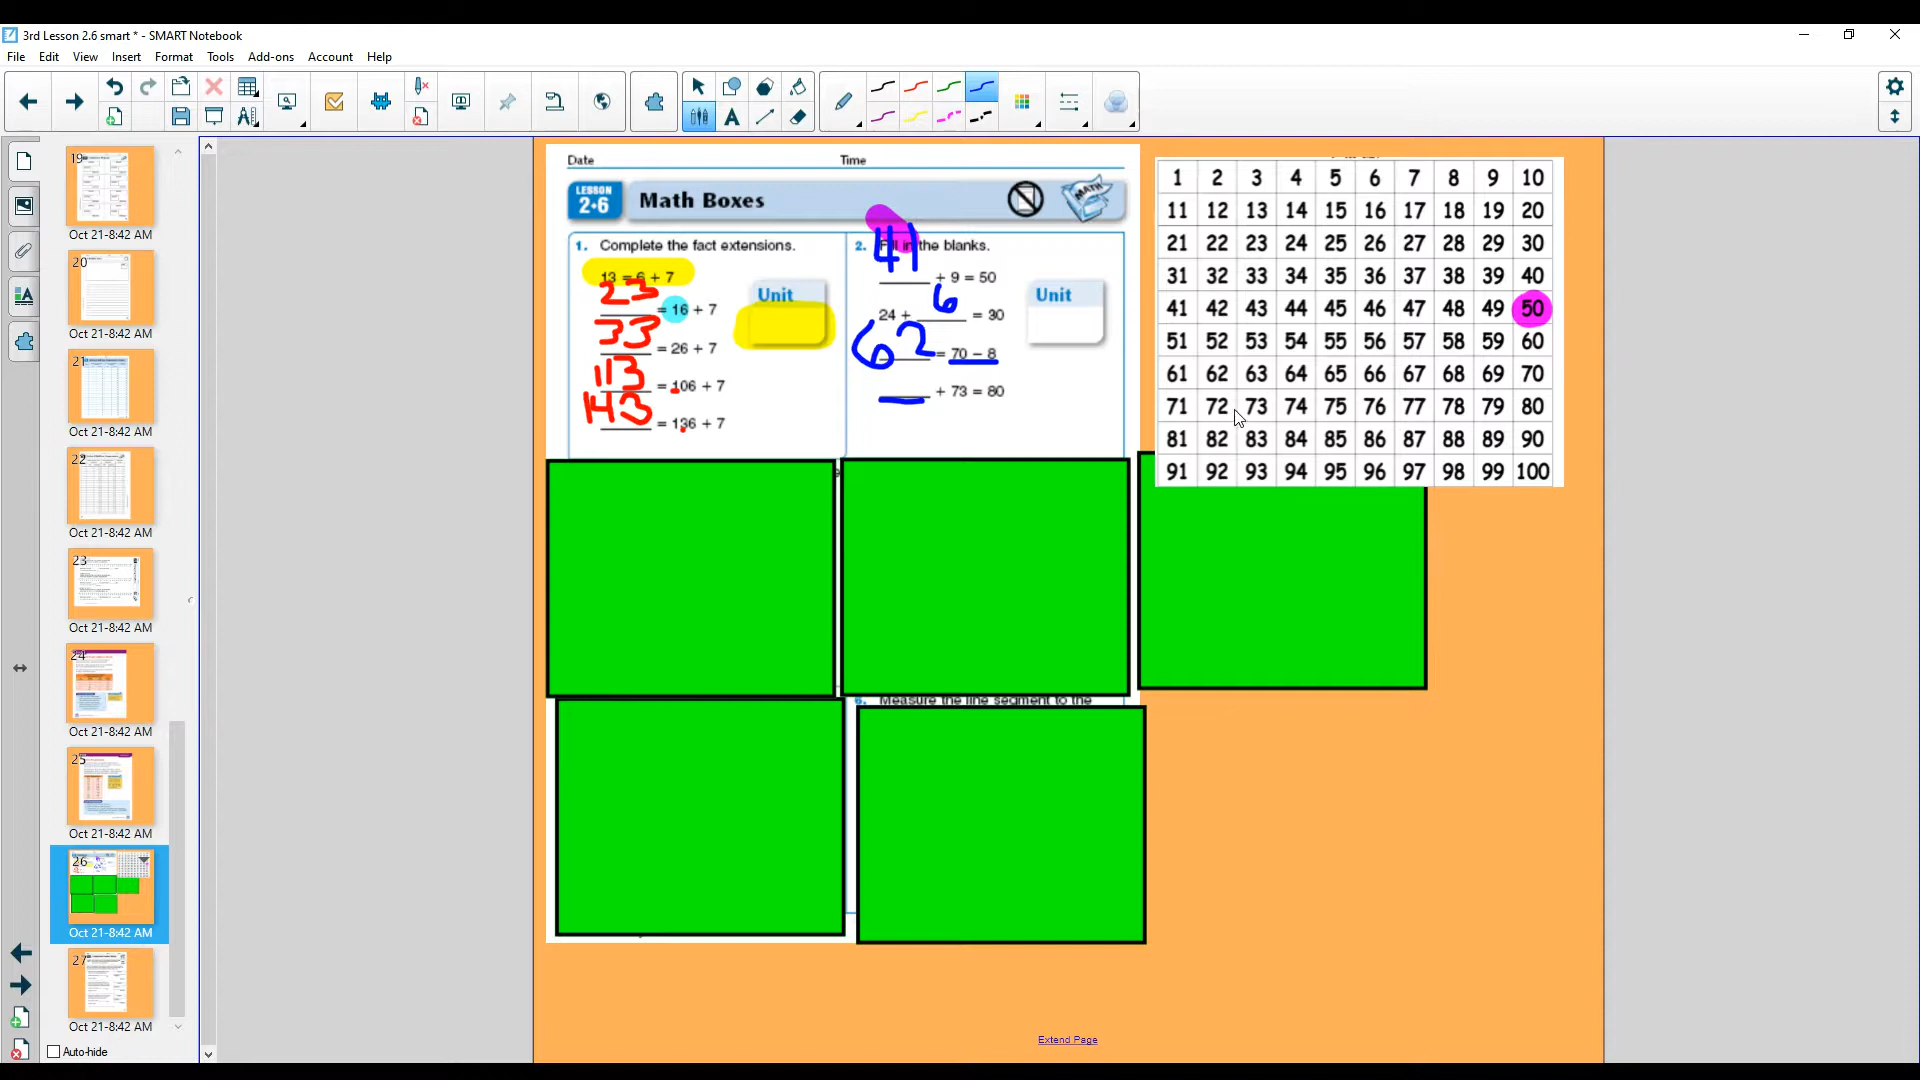 3rd Lesson 2.6 smart * - SMART Notebook
File Edit View Insert Format Tools Add-ons Account Help
19
Oct 21-8:42 AM
20
Oct 21-8:42 AM
21
Oct 21-8:42 AM
22
Oct 21-8:42 AM
23
Oct 21-8:42 AM
24
Oct 21-8:42 AM
25
Oct 21-8:42 AM
26
Oct 21-8:42 AM
27
Oct 21-8:42 AM
Auto-hide
Date Time
LESSON
2•6
Math Boxes
MATH
1. Complete the fact extensions.
13 = 6 + 7
23 = 16 + 7
33 = 26 + 7
113 = 106 + 7
143 = 136 + 7
Unit
2. Fill in the blanks.
41 + 9 = 50
24 + 6 = 30
62 = 70 − 8
____ + 73 = 80
Unit
Measure the line segment to the
1 2 3 4 5 6 7 8 9 10
11 12 13 14 15 16 17 18 19 20
21 22 23 24 25 26 27 28 29 30
31 32 33 34 35 36 37 38 39 40
41 42 43 44 45 46 47 48 49 50
51 52 53 54 55 56 57 58 59 60
61 62 63 64 65 66 67 68 69 70
71 72 73 74 75 76 77 78 79 80
81 82 83 84 85 86 87 88 89 90
91 92 93 94 95 96 97 98 99 100
Extend Page